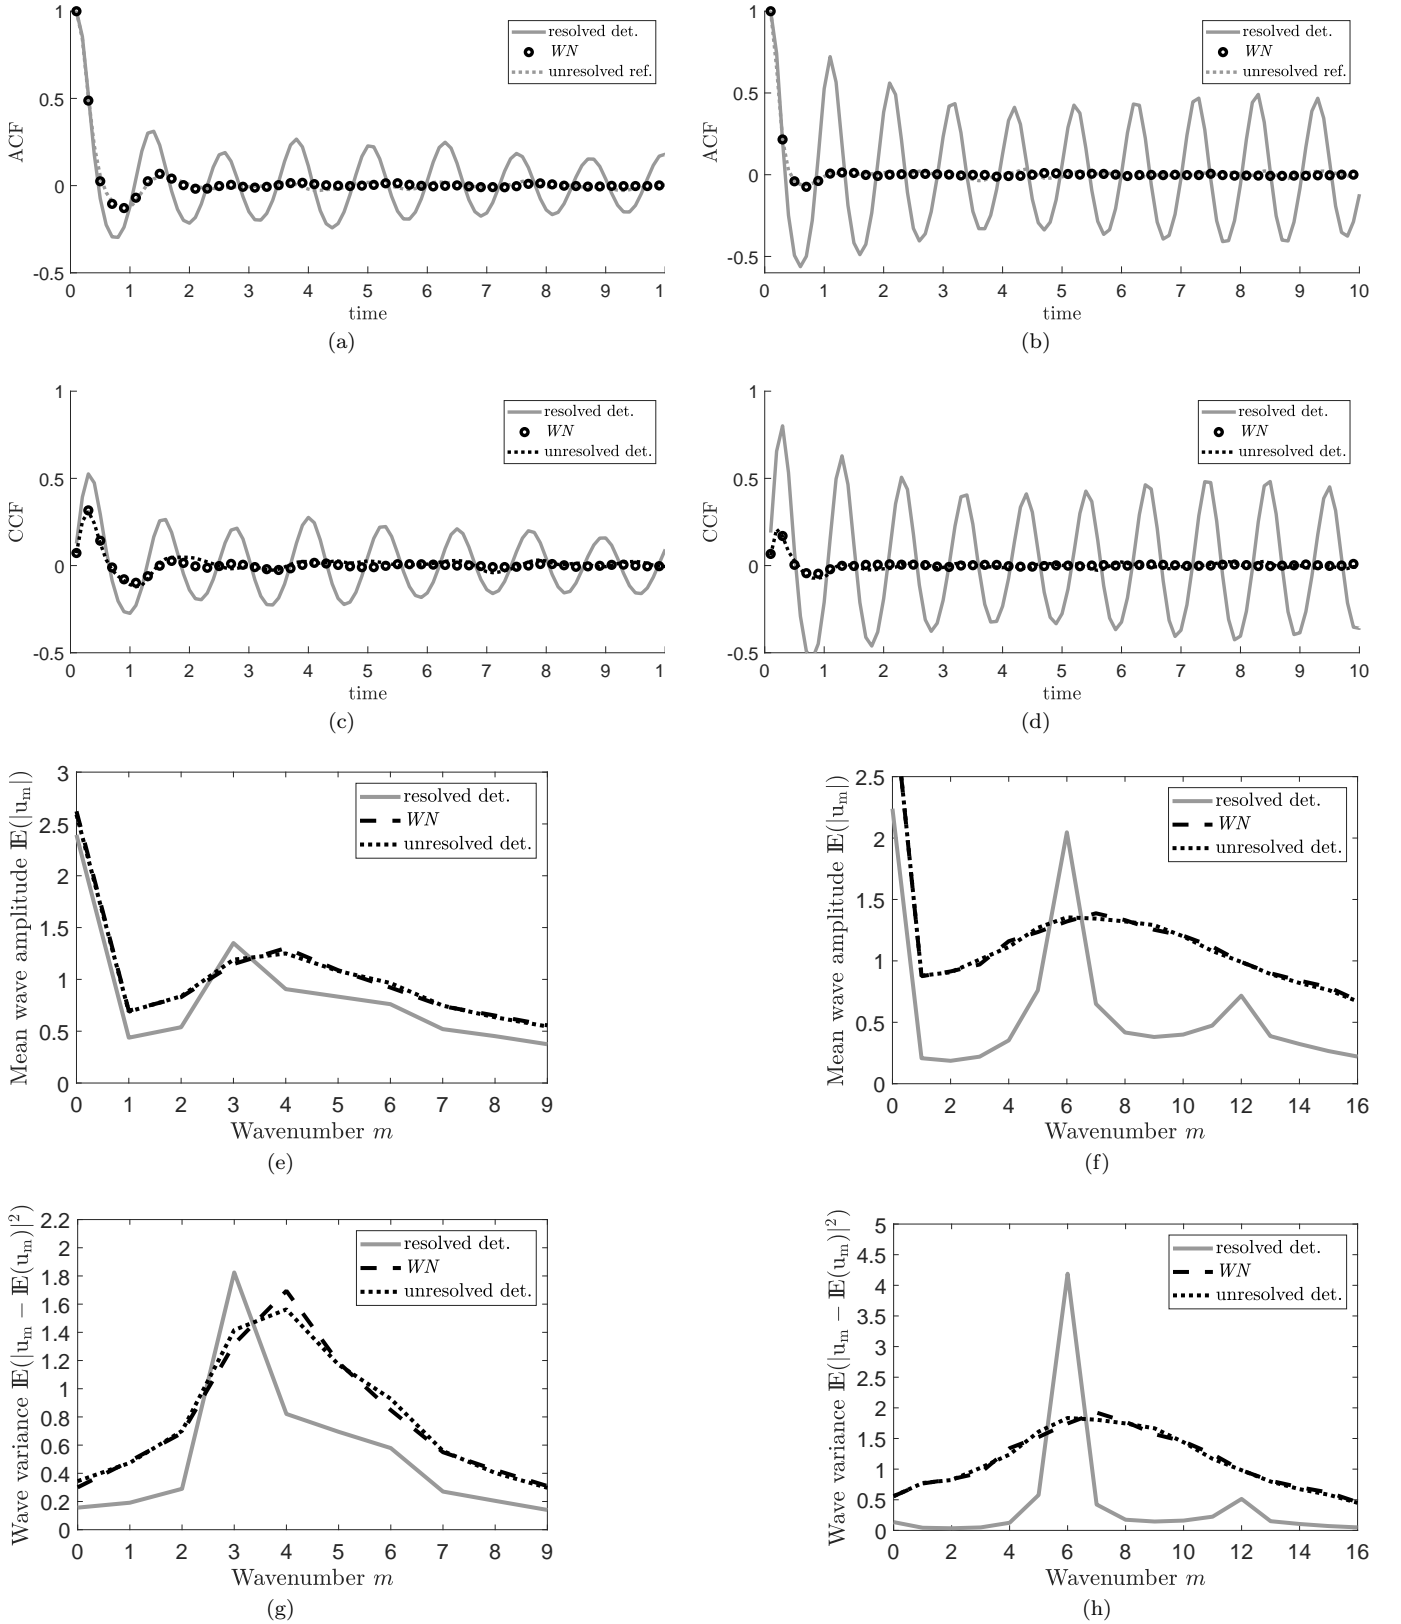 1
0.5
0
-0.5
ACF
0 1 2 3 4 5 6 7 8 9 1
time
resolved det.
WN
unresolved ref.
(a)
1
0.5
0
-0.5
ACF
0 1 2 3 4 5 6 7 8 9 10
time
resolved det.
WN
unresolved ref.
(b)
1
0.5
0
-0.5
CCF
0 1 2 3 4 5 6 7 8 9 1
time
resolved det.
WN
unresolved det.
(c)
1
0.5
0
-0.5
CCF
0 1 2 3 4 5 6 7 8 9 10
time
resolved det.
WN
unresolved det.
(d)
3
2.5
2
1.5
1
0.5
0
Mean wave amplitude 𝔼(|u_m|)
0 1 2 3 4 5 6 7 8 9
Wavenumber m
resolved det.
WN
unresolved det.
(e)
2.5
2
1.5
1
0.5
0
Mean wave amplitude 𝔼(|u_m|)
0 2 4 6 8 10 12 14 16
Wavenumber m
resolved det.
WN
unresolved det.
(f)
2.2
2
1.8
1.6
1.4
1.2
1
0.8
0.6
0.4
0.2
0
Wave variance 𝔼(|u_m − 𝔼(u_m)|²)
0 1 2 3 4 5 6 7 8 9
Wavenumber m
resolved det.
WN
unresolved det.
(g)
5
4.5
4
3.5
3
2.5
2
1.5
1
0.5
0
Wave variance 𝔼(|u_m − 𝔼(u_m)|²)
0 2 4 6 8 10 12 14 16
Wavenumber m
resolved det.
WN
unresolved det.
(h)